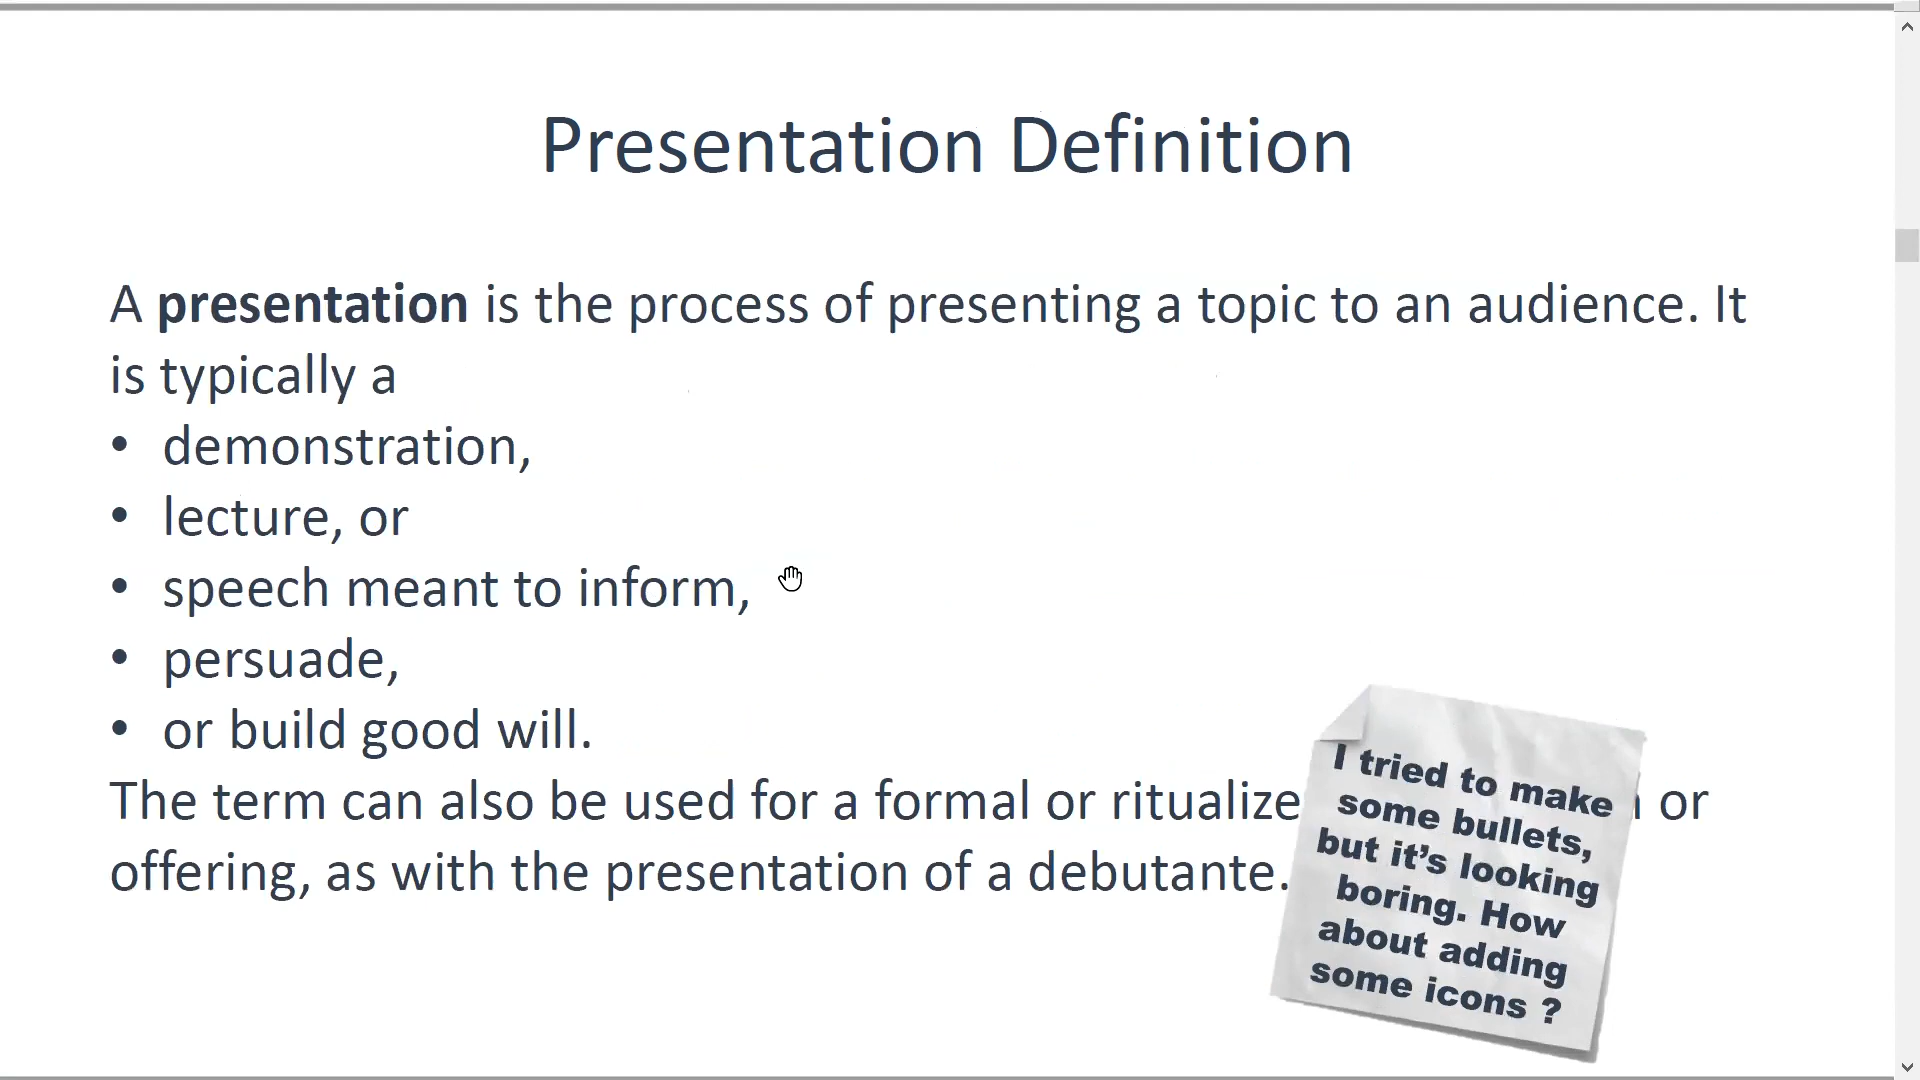 Presentation Definition
A presentation is the process of presenting a topic to an audience. It
is typically a
• demonstration,
• lecture, or
• speech meant to inform,
• persuade,
• or build good will.
The term can also be used for a formal or ritualize or
offering, as with the presentation of a debutante.
I tried to make
some bullets,
but it’s looking
boring. How
about adding
some icons ?